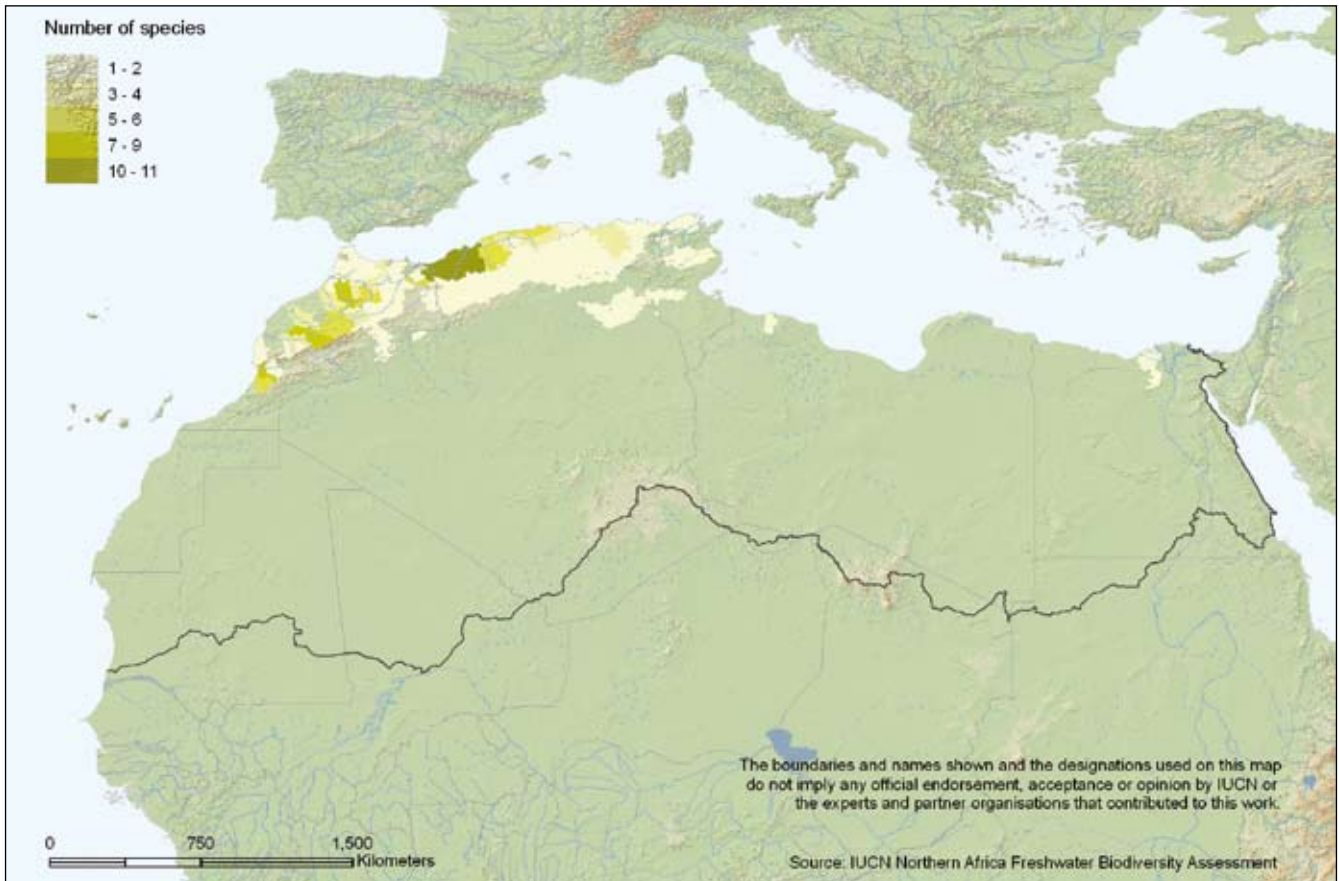 Number of species
1 - 2
3 - 4
5 - 6
7 - 9
10 - 11
The boundaries and names shown and the designations used on this map
do not imply any official endorsement, acceptance or opinion by IUCN or
the experts and partner organisations that contributed to this work.
0 750 1,500
Kilometers
Source: IUCN Northern Africa Freshwater Biodiversity Assessment